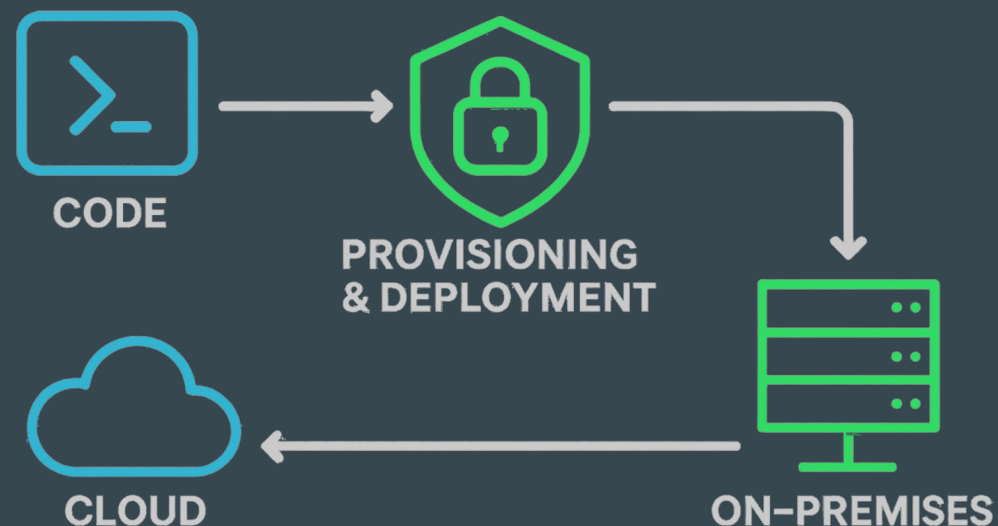 CODE
PROVISIONING
& DEPLOYMENT
CLOUD
ON-PREMISES